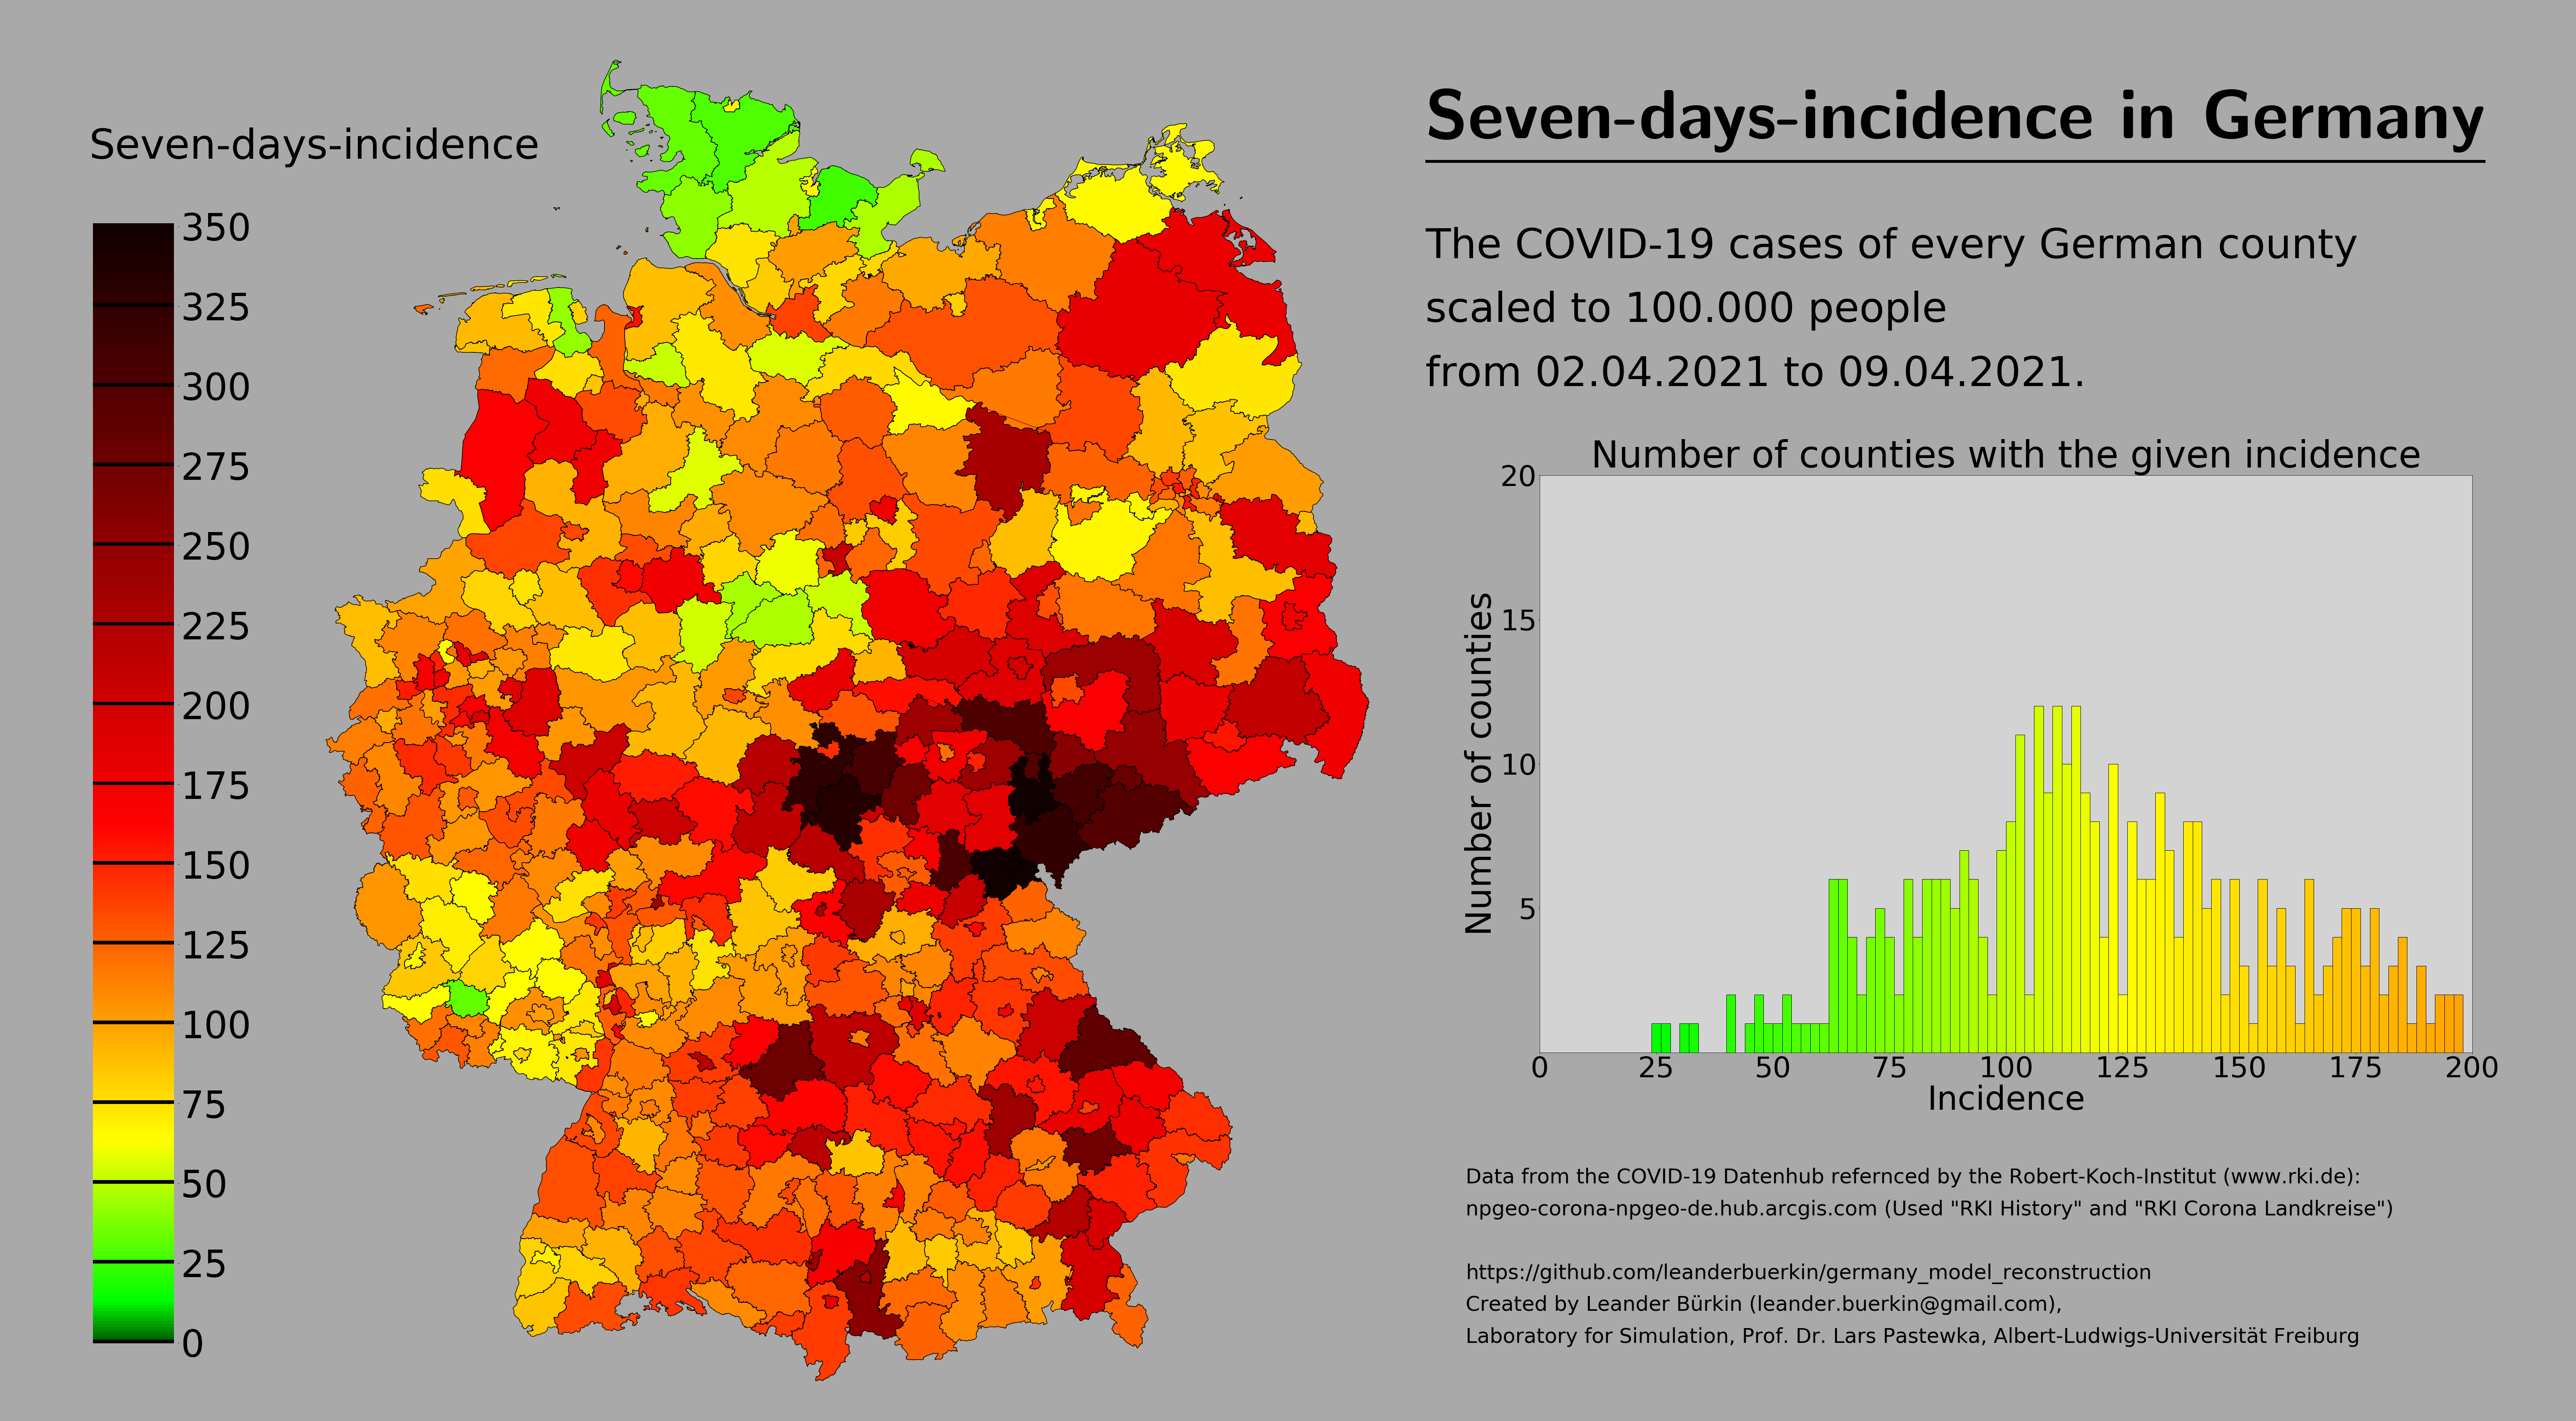 Seven-days-incidence in Germany
Seven-days-incidence
350
325
300
275
250
225
200
175
150
125
100
75
50
25
0
The COVID-19 cases of every German county
scaled to 100.000 people
from 02.04.2021 to 09.04.2021.
Number of counties with the given incidence
20
15
10
5
Number of counties
0 25 50 75 100 125 150 175 200
Incidence
Data from the COVID-19 Datenhub refernced by the Robert-Koch-Institut (www.rki.de):
npgeo-corona-npgeo-de.hub.arcgis.com (Used "RKI History" and "RKI Corona Landkreise")
https://github.com/leanderbuerkin/germany_model_reconstruction
Created by Leander Bürkin (leander.buerkin@gmail.com),
Laboratory for Simulation, Prof. Dr. Lars Pastewka, Albert-Ludwigs-Universität Freiburg